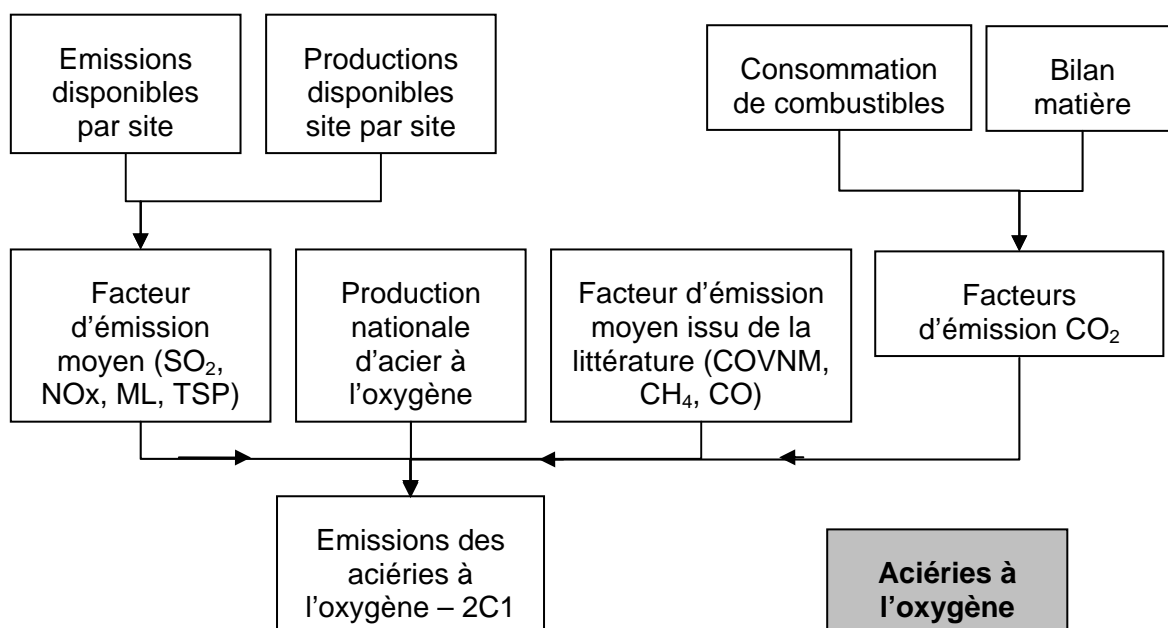 Emissions
disponibles
par site
Productions
disponibles
site par site
Consommation
de combustibles
Bilan
matière
Facteur
d’émission
moyen (SO₂,
NOx, ML, TSP)
Production
nationale
d’acier à
l’oxygène
Facteur d’émission
moyen issu de la
littérature (COVNM,
CH₄, CO)
Facteurs
d’émission CO₂
Emissions des
aciéries à
l’oxygène – 2C1
Aciéries à
l’oxygène